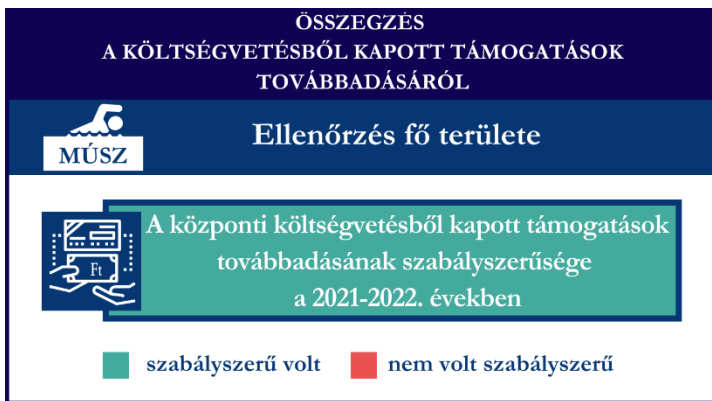 ÖSSZEGZÉS
A KÖLTSÉGVETÉSBŐL KAPOTT TÁMOGATÁSOK
TOVÁBBADÁSÁRÓL
MÚSZ
Ellenőrzés fő területe
A központi költségvetésből kapott támogatások
továbbadásának szabályszerűsége
a 2021-2022. években
Ft
szabályszerű volt
nem volt szabályszerű